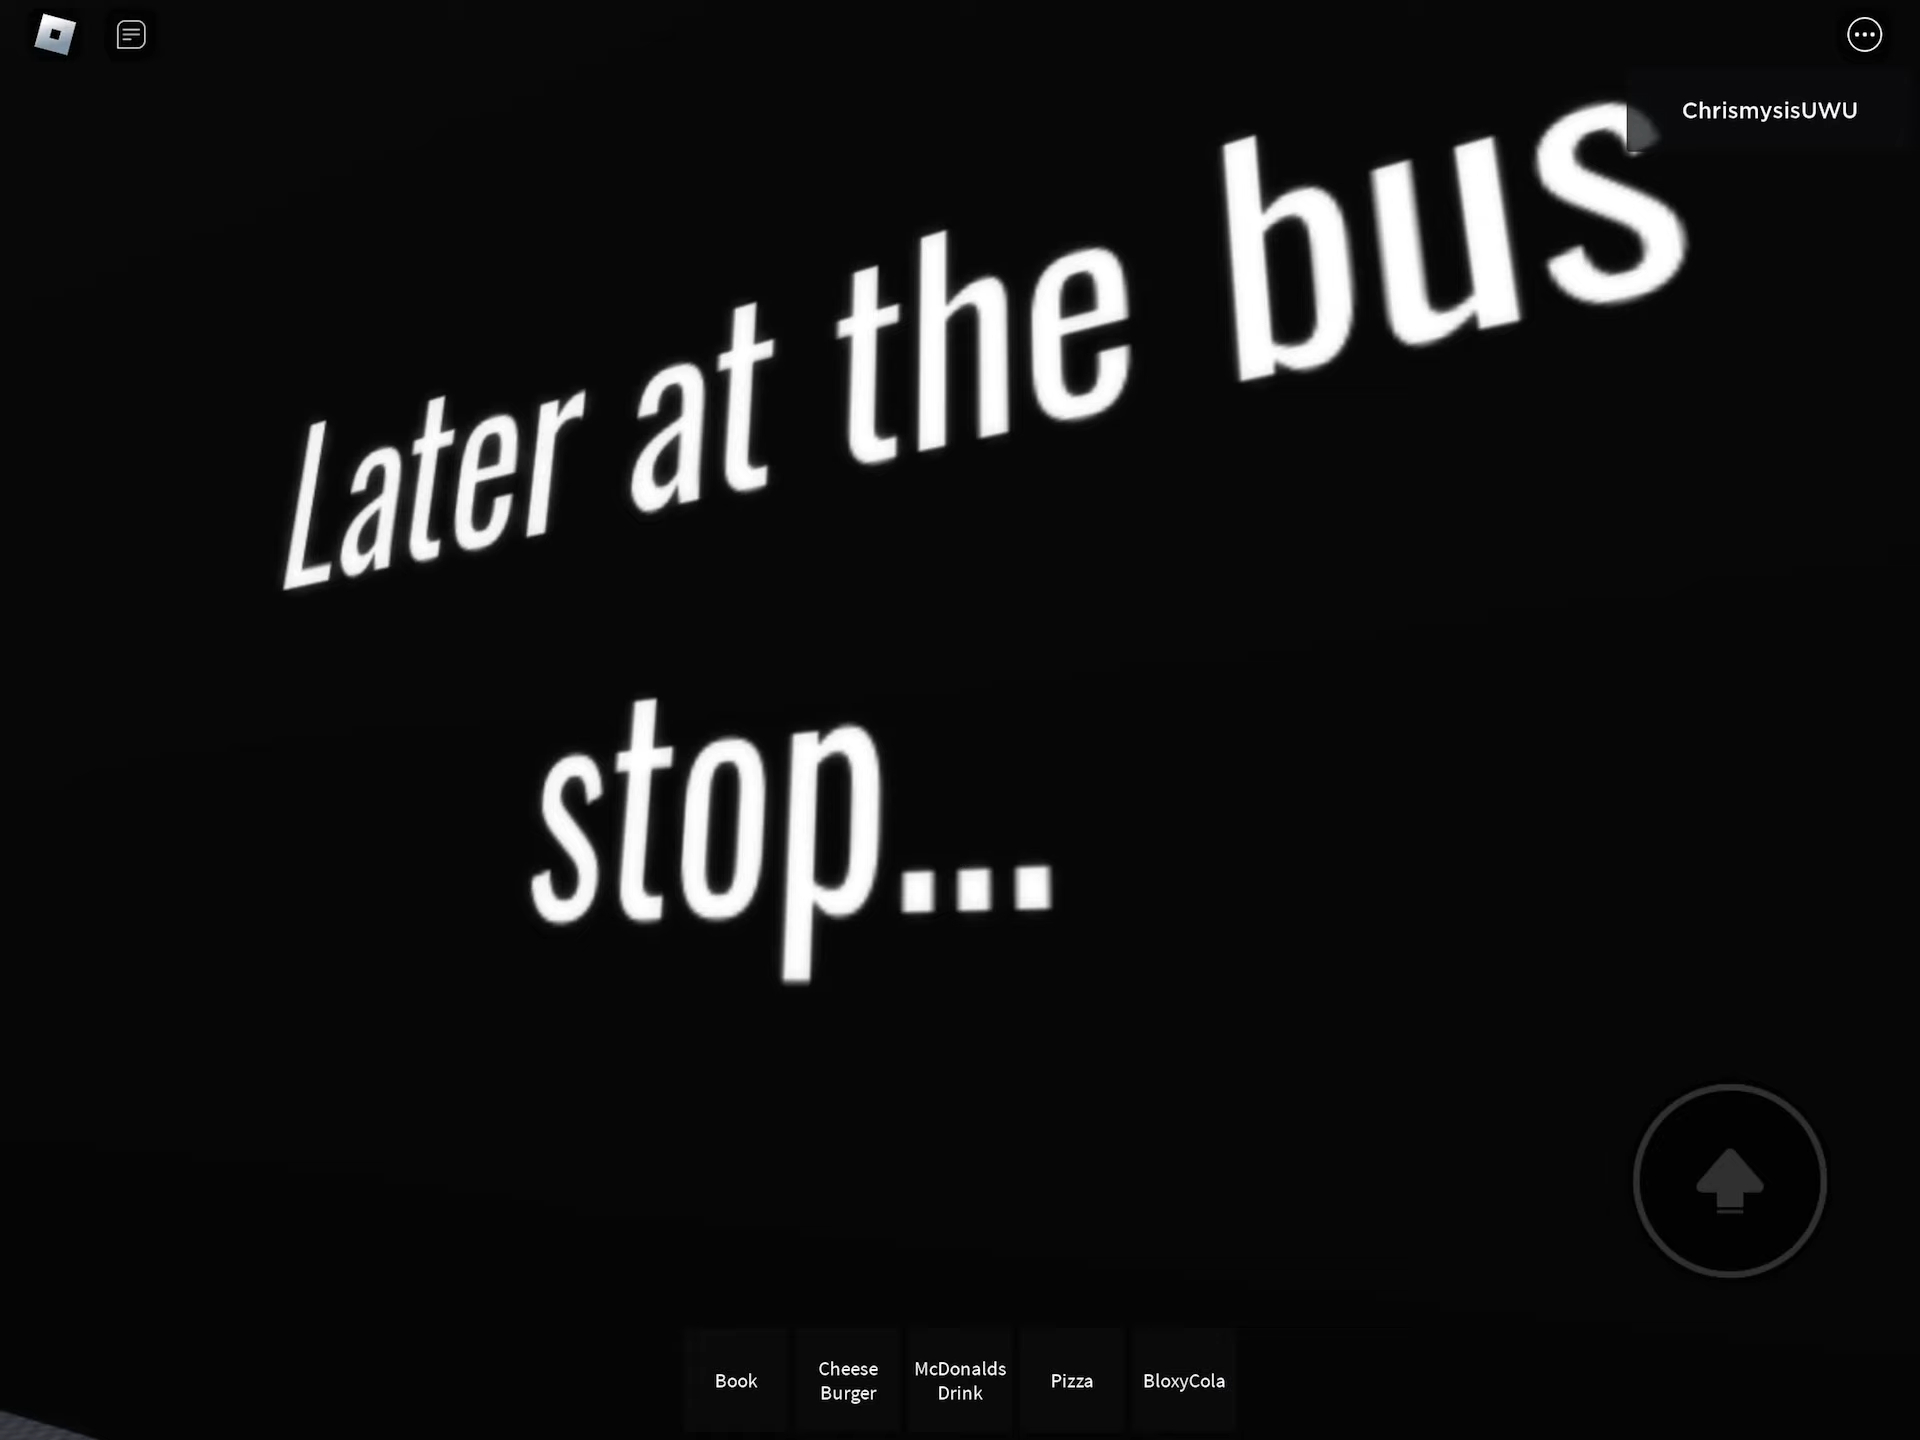 ChrismysisUWU
Later at the bus
stop...
Book
Cheese
Burger
McDonalds
Drink
Pizza
BloxyCola